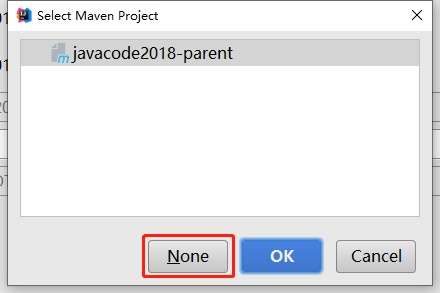 Select Maven Project
javacode2018-parent
None
OK
Cancel